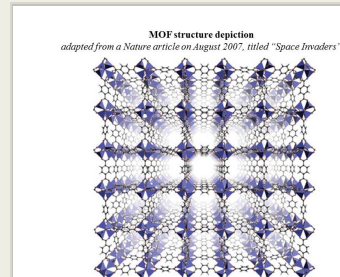 MOF structure depiction
adapted from a Nature article on August 2007, titled "Space Invaders"